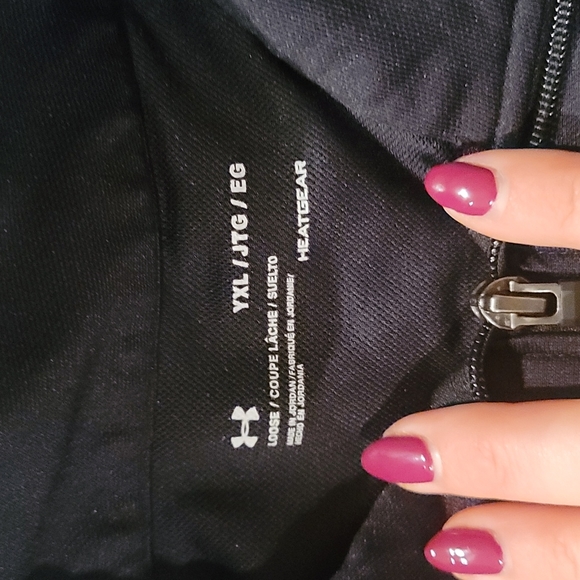 YXL / JTG / EG
LOOSE / COUPE LÂCHE / SUELTO
MADE IN JORDAN / FABRIQUÉ EN JORDANIE /
HECHO EN JORDANIA
HEATGEAR